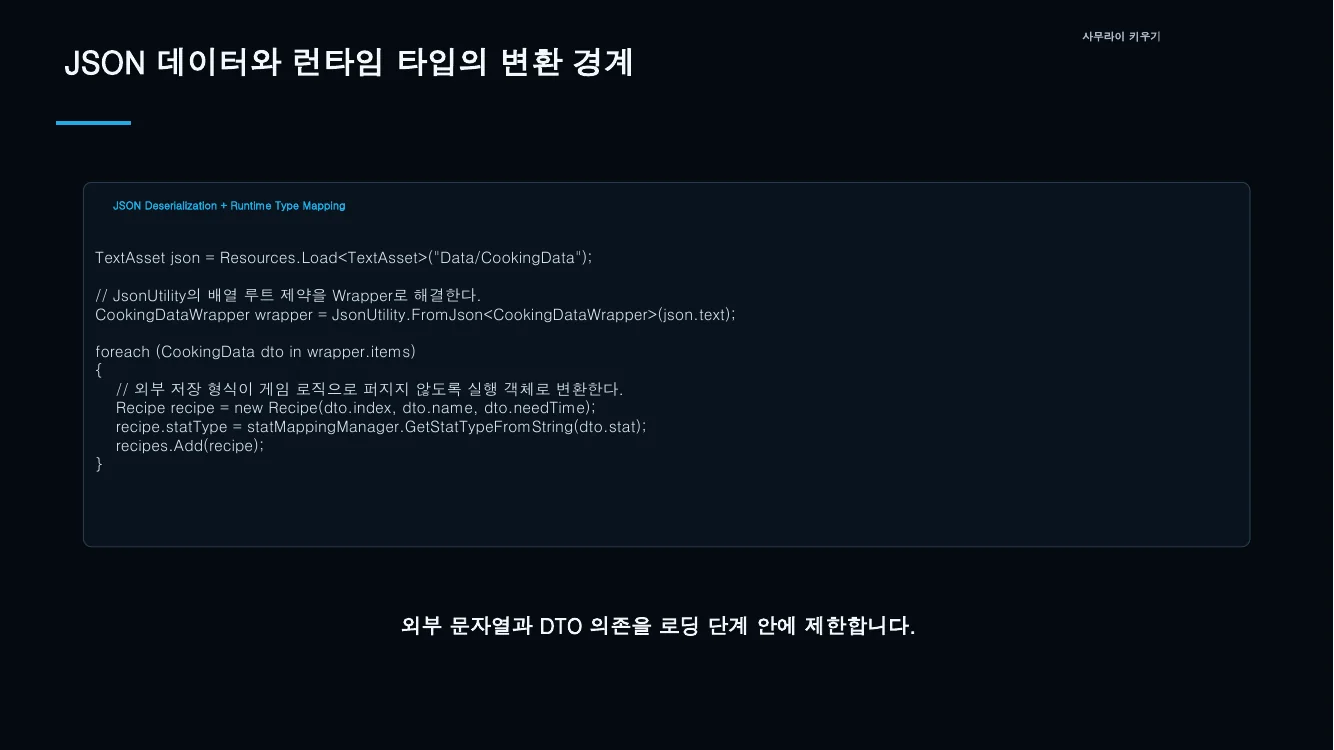 사무라이 키우기
JSON 데이터와 런타임 타입의 변환 경계
JSON Deserialization + Runtime Type Mapping
TextAsset json = Resources.Load<TextAsset>("Data/CookingData");
// JsonUtility의 배열 루트 제약을 Wrapper로 해결한다.
CookingDataWrapper wrapper = JsonUtility.FromJson<CookingDataWrapper>(json.text);
foreach (CookingData dto in wrapper.items)
{
// 외부 저장 형식이 게임 로직으로 퍼지지 않도록 실행 객체로 변환한다.
Recipe recipe = new Recipe(dto.index, dto.name, dto.needTime);
recipe.statType = statMappingManager.GetStatTypeFromString(dto.stat);
recipes.Add(recipe);
}
외부 문자열과 DTO 의존을 로딩 단계 안에 제한합니다.